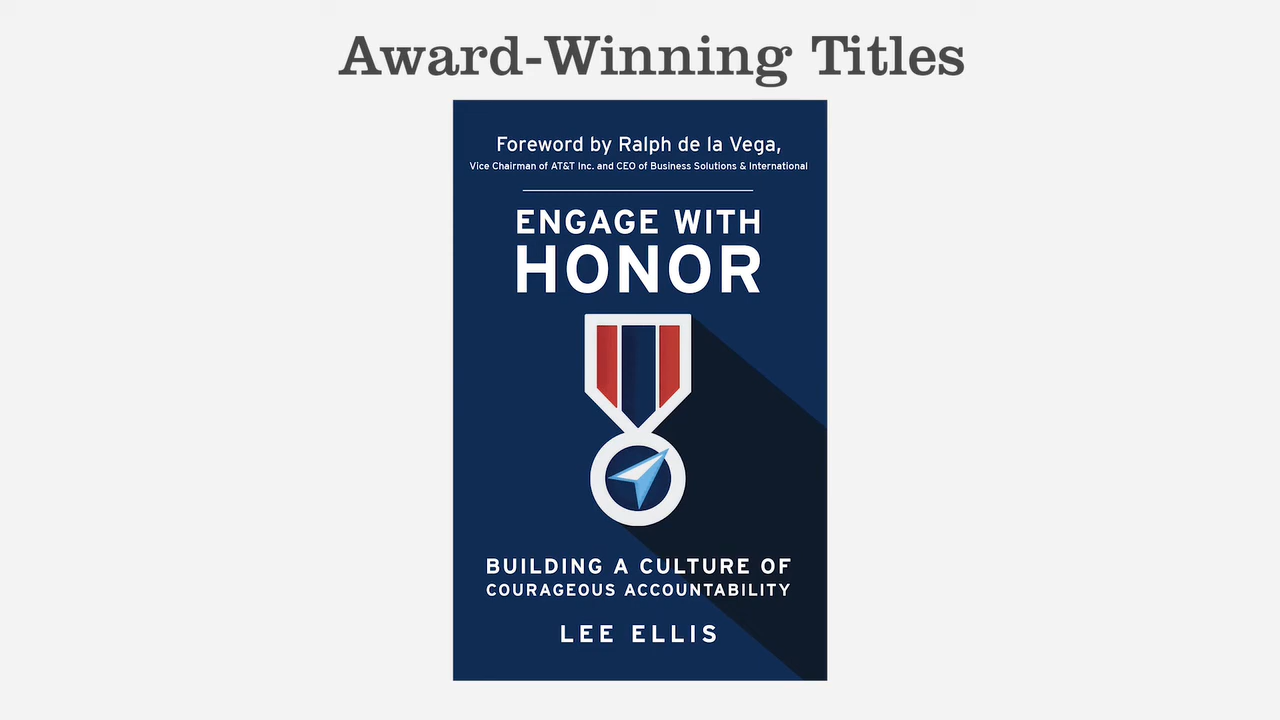 Award-Winning Titles
Foreword by Ralph de la Vega,
Vice Chairman of AT&T Inc. and CEO of Business Solutions & International
ENGAGE WITH
HONOR
BUILDING A CULTURE OF
COURAGEOUS ACCOUNTABILITY
LEE ELLIS